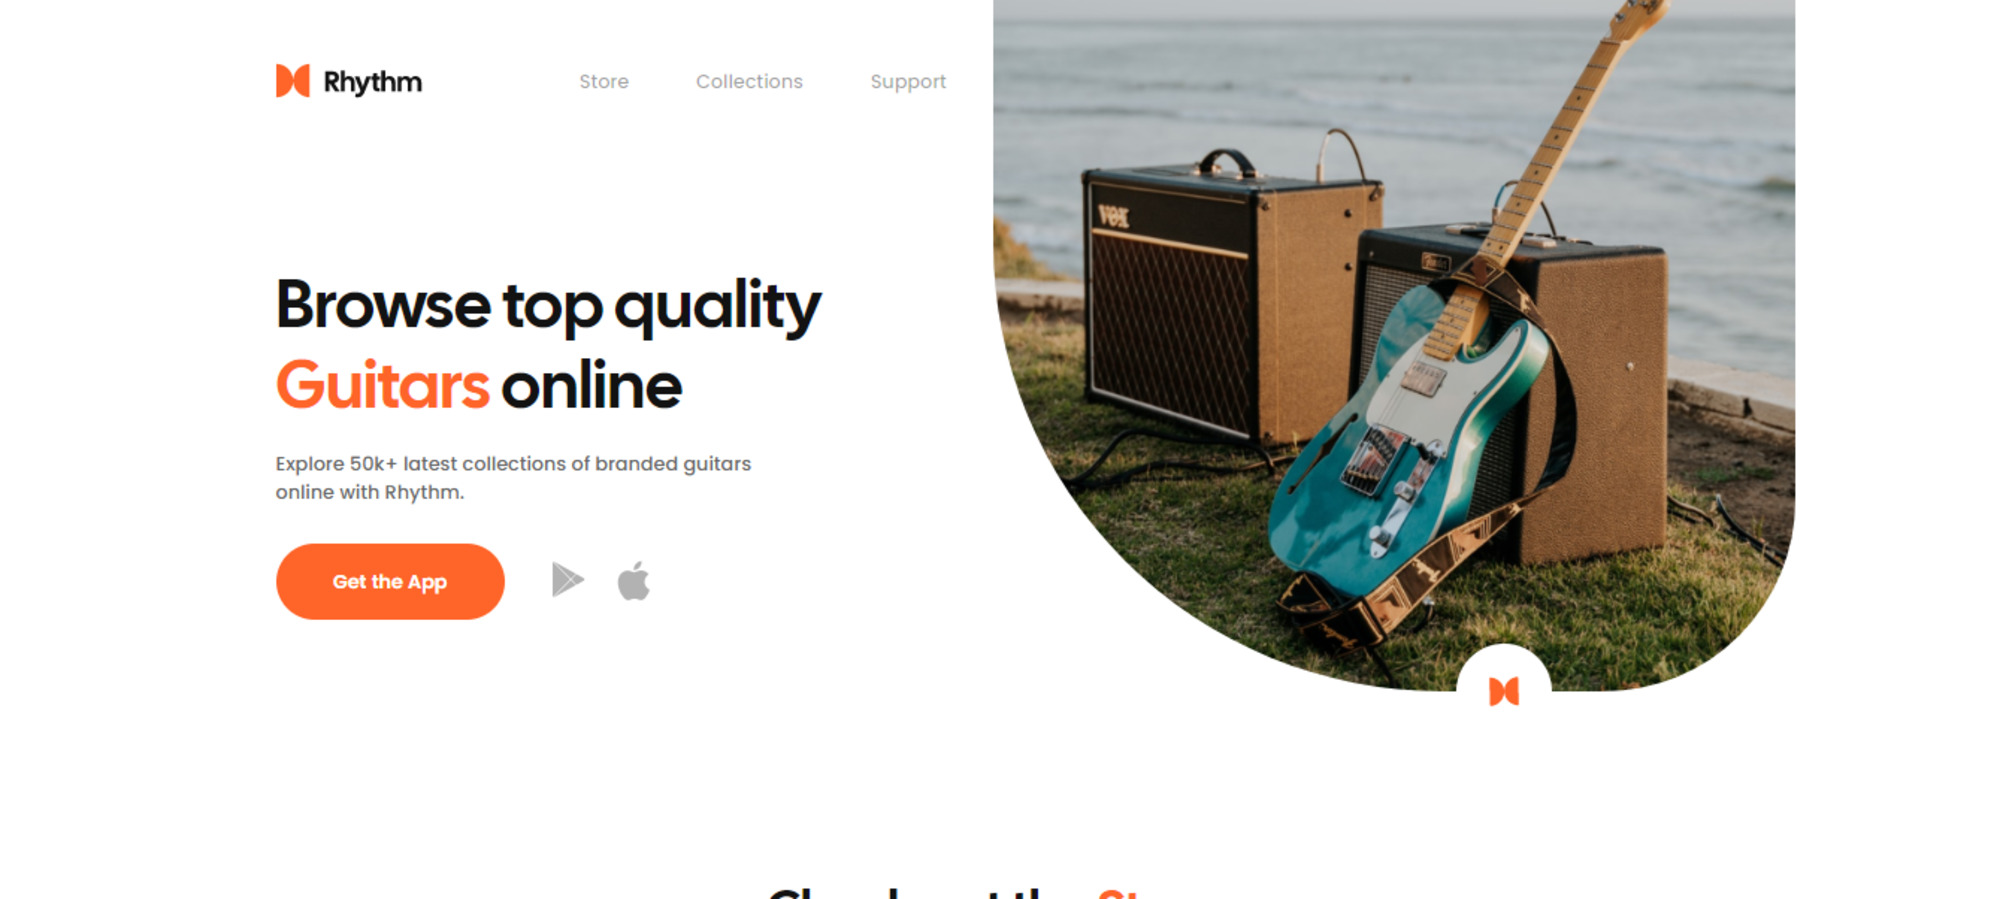 Rhythm
Store
Collections
Support
Browse top quality
Guitars online
Explore 50k+ latest collections of branded guitars
online with Rhythm.
Get the App
VOX